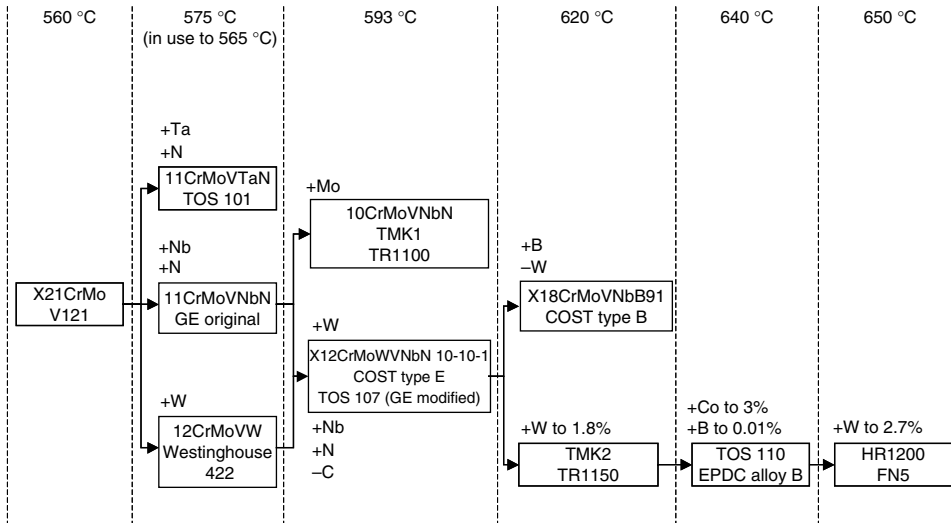 560 °C
575 °C
(in use to 565 °C)
593 °C
620 °C
640 °C
650 °C
X21CrMo
V121
+Ta
+N
11CrMoVTaN
TOS 101
+Nb
+N
11CrMoVNbN
GE original
+W
12CrMoVW
Westinghouse
422
+Mo
10CrMoVNbN
TMK1
TR1100
+W
X12CrMoWVNbN 10-10-1
COST type E
TOS 107 (GE modified)
+Nb
+N
–C
+B
–W
X18CrMoVNbB91
COST type B
+W to 1.8%
TMK2
TR1150
+Co to 3%
+B to 0.01%
TOS 110
EPDC alloy B
+W to 2.7%
HR1200
FN5